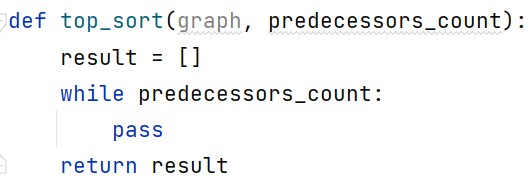 def top_sort(graph, predecessors_count):
    result = []
    while predecessors_count:
        pass
    return result